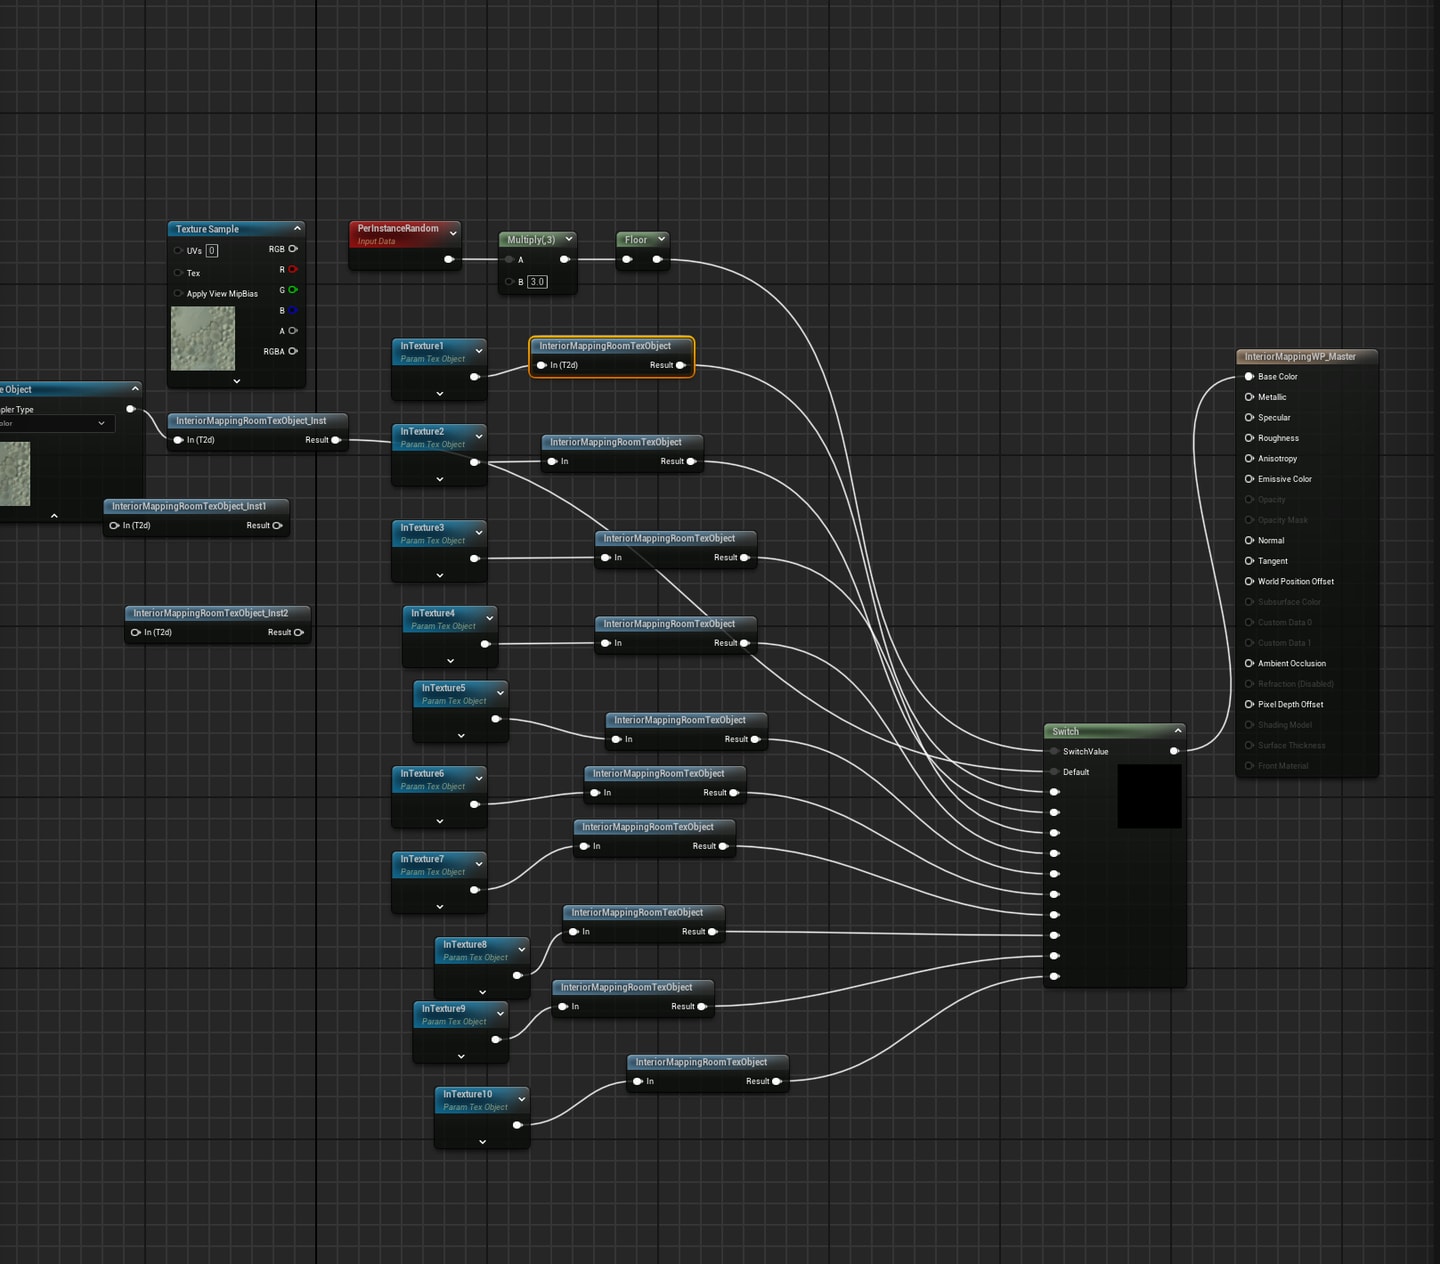 Texture Sample
UVs 0 RGB
Tex R
G
Apply View MipBias
B
A
RGBA
PerInstanceRandom
Input Data
Multiply(,3)
A
B 3.0
Floor
InTexture1
Param Tex Object
InteriorMappingRoomTexObject
In (T2d) Result
InteriorMappingWP_Master
Base Color
Metallic
Specular
Roughness
Anisotropy
Emissive Color
Opacity
Opacity Mask
Normal
Tangent
World Position Offset
Subsurface Color
Custom Data 0
Custom Data 1
Ambient Occlusion
Refraction (Disabled)
Pixel Depth Offset
Shading Model
Surface Thickness
Front Material
e Object
pler Type
olor
InteriorMappingRoomTexObject_Inst
In (T2d) Result
InTexture2
Param Tex Object
InteriorMappingRoomTexObject
In Result
InteriorMappingRoomTexObject_Inst1
In (T2d) Result
InTexture3
Param Tex Object
InteriorMappingRoomTexObject
In Result
InteriorMappingRoomTexObject_Inst2
In (T2d) Result
InTexture4
Param Tex Object
InteriorMappingRoomTexObject
In Result
InTexture5
Param Tex Object
InteriorMappingRoomTexObject
In Result
Switch
SwitchValue
Default
InTexture6
Param Tex Object
InteriorMappingRoomTexObject
In Result
InTexture7
Param Tex Object
InteriorMappingRoomTexObject
In Result
InTexture8
Param Tex Object
InteriorMappingRoomTexObject
In Result
InTexture9
Param Tex Object
InteriorMappingRoomTexObject
In Result
InTexture10
Param Tex Object
InteriorMappingRoomTexObject
In Result